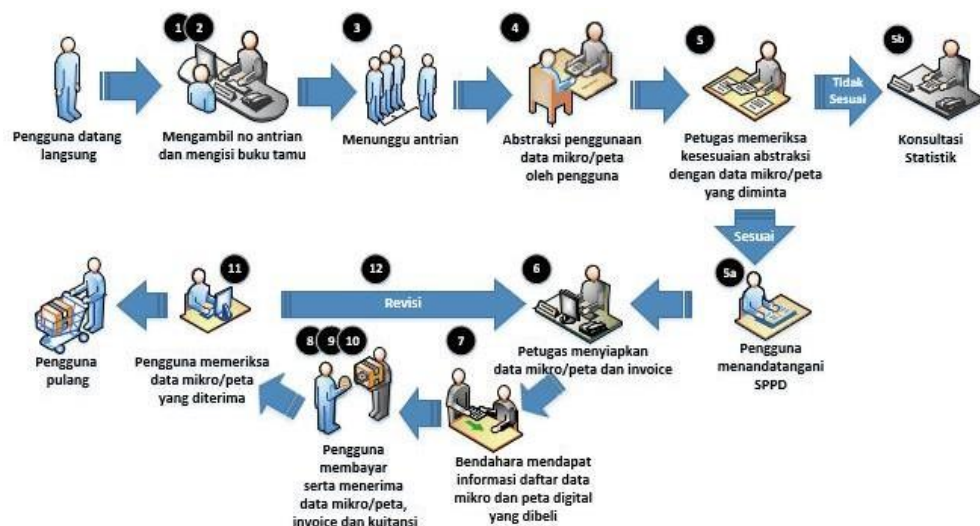 1 2
3
4
5
5b
Pengguna datang
langsung
Mengambil no antrian
dan mengisi buku tamu
Menunggu antrian
Abstraksi penggunaan
data mikro/peta
oleh pengguna
Petugas memeriksa
kesesuaian abstraksi
dengan data mikro/peta
yang diminta
Tidak
Sesuai
Konsultasi
Statistik
Sesuai
5a
Pengguna
menandatangani
SPPD
6
Petugas menyiapkan
data mikro/peta dan invoice
7
Bendahara mendapat
informasi daftar data
mikro dan peta digital
yang dibeli
8 9 10
Pengguna
membayar
serta menerima
data mikro/peta,
invoice dan kuitansi
11
Pengguna memeriksa
data mikro/peta
yang diterima
12
Revisi
Pengguna
pulang